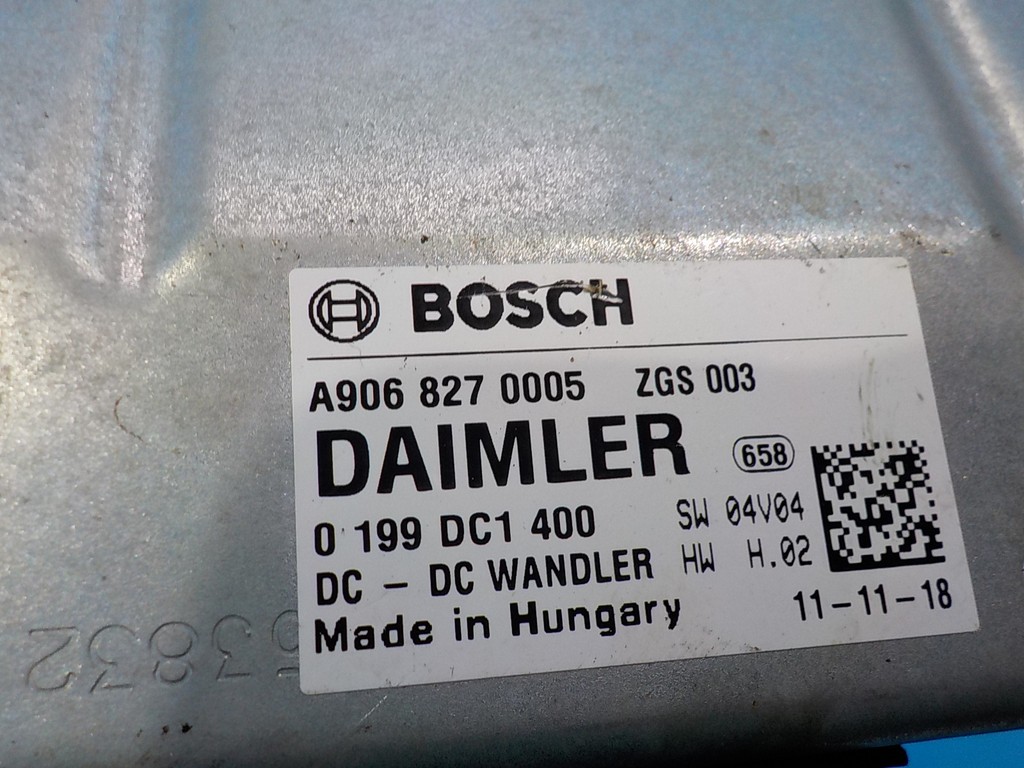 BOSCH
A906 827 0005 ZGS 003
DAIMLER 658
0 199 DC1 400 SW 04V04
DC - DC WANDLER HW H.02
Made in Hungary 11-11-18